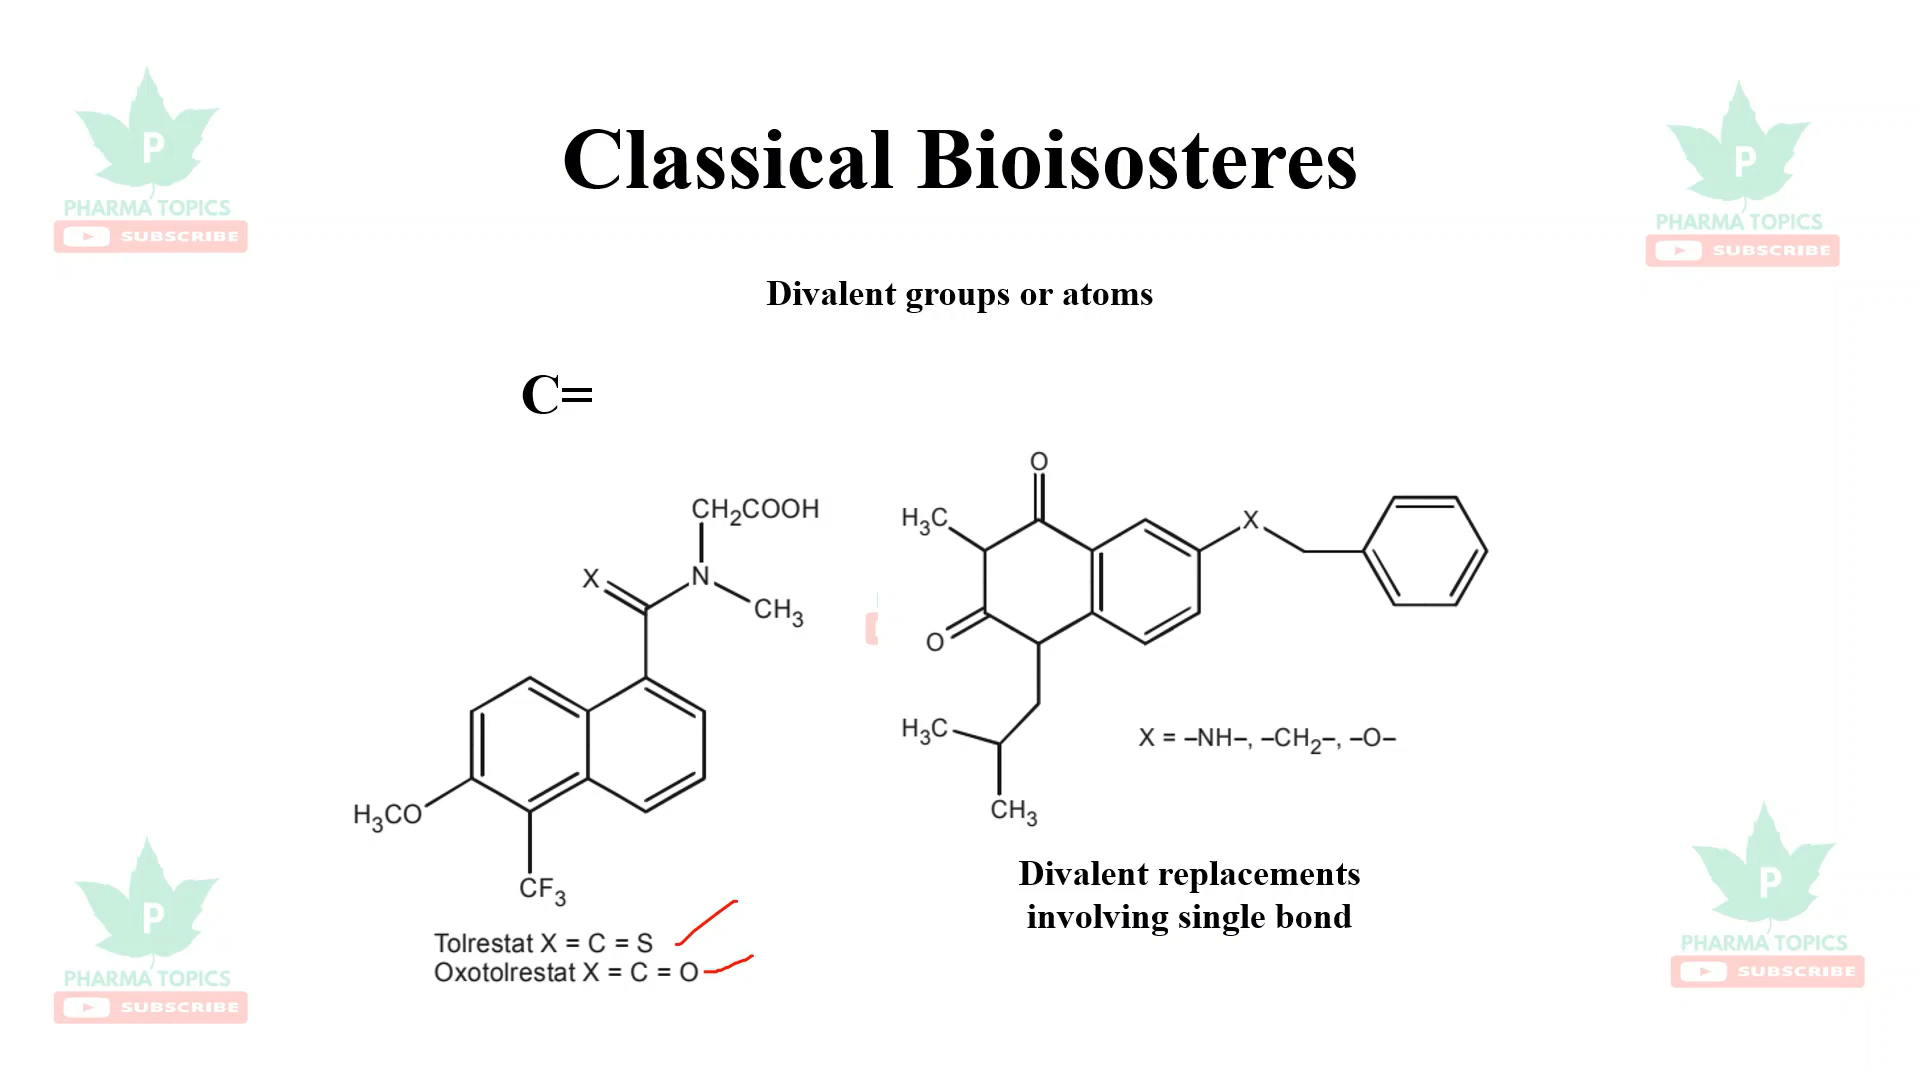 P
PHARMA TOPICS
SUBSCRIBE
P
PHARMA TOPICS
SUBSCRIBE
Classical Bioisosteres
Divalent groups or atoms
C=
CH₂COOH
X
N
CH₃
H₃CO
CF₃
Tolrestat X = C = S
Oxotolrestat X = C = O
O
H₃C
X
O
H₃C
CH₃
X = –NH–, –CH₂–, –O–
Divalent replacements
involving single bond
P
PHARMA TOPICS
SUBSCRIBE
P
PHARMA TOPICS
SUBSCRIBE